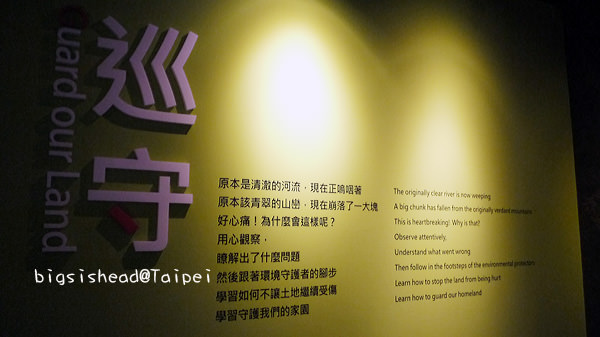 巡守
Guard our Land
原本是清澈的河流，現在正嗚咽著
原本該青翠的山巒，現在崩落了一大塊
好心痛！為什麼會這樣呢？
用心觀察，
瞭解出了什麼問題
然後跟著環境守護者的腳步
學習如何不讓土地繼續受傷
學習守護我們的家園
The originally clear river is now weeping
A big chunk has fallen from the originally verdant mountains
This is heartbreaking! Why is that?
Observe attentively,
Understand what went wrong
Then follow in the footsteps of the environmental protectors
Learn how to stop the land from being hurt
Learn how to guard our homeland
bigsishead@Taipei